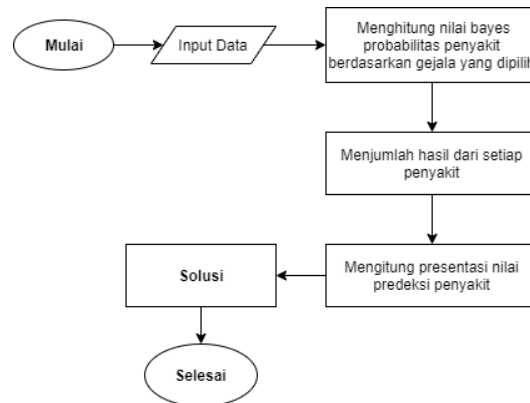 Mulai
Input Data
Menghitung nilai bayes
probabilitas penyakit
berdasarkan gejala yang dipilih
Menjumlah hasil dari setiap
penyakit
Mengitung presentasi nilai
predeksi penyakit
Solusi
Selesai